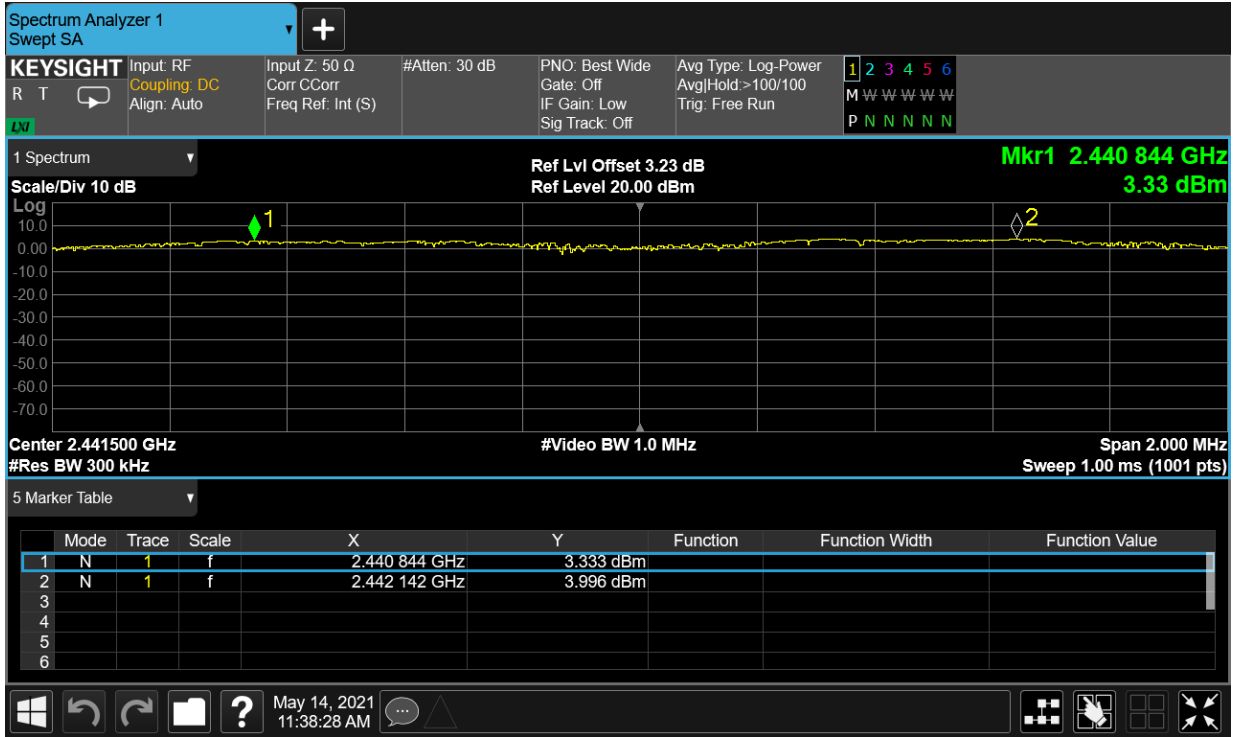 Spectrum Analyzer 1
Swept SA
KEYSIGHT
R T
LXI
Input: RF
Coupling: DC
Align: Auto
Input Z: 50 Ω
Corr CCorr
Freq Ref: Int (S)
#Atten: 30 dB
PNO: Best Wide
Gate: Off
IF Gain: Low
Sig Track: Off
Avg Type: Log-Power
Avg|Hold:>100/100
Trig: Free Run
1 2 3 4 5 6
M W W W W W
P N N N N N
1 Spectrum
Scale/Div 10 dB
Ref Lvl Offset 3.23 dB
Ref Level 20.00 dBm
Mkr1 2.440 844 GHz
3.33 dBm
Log
10.0
0.00
-10.0
-20.0
-30.0
-40.0
-50.0
-60.0
-70.0
1
2
Center 2.441500 GHz
#Res BW 300 kHz
#Video BW 1.0 MHz
Span 2.000 MHz
Sweep 1.00 ms (1001 pts)
5 Marker Table
Mode Trace Scale X Y Function Function Width Function Value
1 N 1 f 2.440 844 GHz 3.333 dBm
2 N 1 f 2.442 142 GHz 3.996 dBm
3
4
5
6
?
May 14, 2021
11:38:28 AM